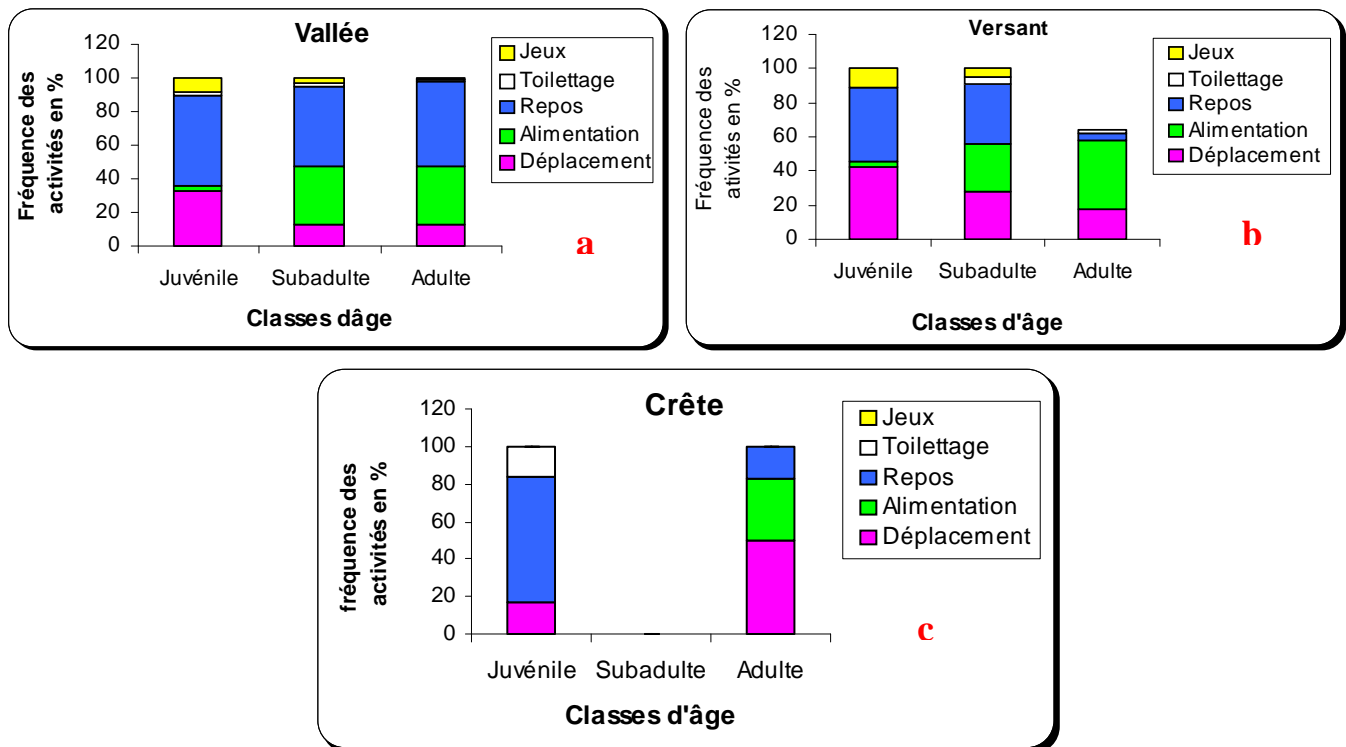 Vallée
120
100
80
60
40
20
0
Fréquence des
activités en %
Juvénile Subadulte Adulte
Classes dâge
Jeux
Toilettage
Repos
Alimentation
Déplacement
a
Versant
120
100
80
60
40
20
0
Fréquence des
ativités en %
Juvénile Subadulte Adulte
Classes d'âge
Jeux
Toilettage
Repos
Alimentation
Déplacement
b
Crête
120
100
80
60
40
20
0
fréquence des
activités en %
Juvénile Subadulte Adulte
Classes d'âge
Jeux
Toilettage
Repos
Alimentation
Déplacement
c